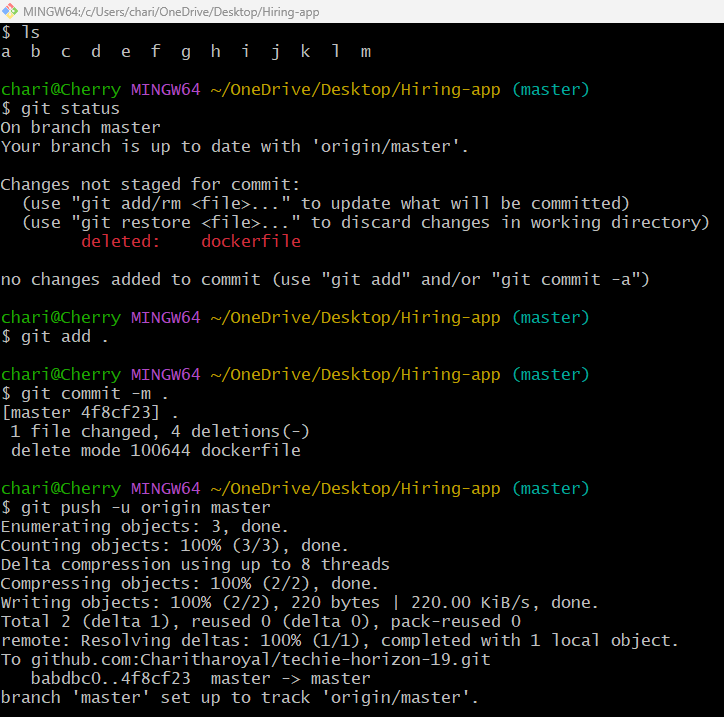 MINGW64:/c/Users/chari/OneDrive/Desktop/Hiring-app
$ ls
a  b  c  d  e  f  g  h  i  j  k  l  m
chari@Cherry MINGW64 ~/OneDrive/Desktop/Hiring-app (master)
$ git status
On branch master
Your branch is up to date with 'origin/master'.
Changes not staged for commit:
  (use "git add/rm <file>..." to update what will be committed)
  (use "git restore <file>..." to discard changes in working directory)
        deleted:    dockerfile
no changes added to commit (use "git add" and/or "git commit -a")
chari@Cherry MINGW64 ~/OneDrive/Desktop/Hiring-app (master)
$ git add .
chari@Cherry MINGW64 ~/OneDrive/Desktop/Hiring-app (master)
$ git commit -m .
[master 4f8cf23] .
 1 file changed, 4 deletions(-)
 delete mode 100644 dockerfile
chari@Cherry MINGW64 ~/OneDrive/Desktop/Hiring-app (master)
$ git push -u origin master
Enumerating objects: 3, done.
Counting objects: 100% (3/3), done.
Delta compression using up to 8 threads
Compressing objects: 100% (2/2), done.
Writing objects: 100% (2/2), 220 bytes | 220.00 KiB/s, done.
Total 2 (delta 1), reused 0 (delta 0), pack-reused 0
remote: Resolving deltas: 100% (1/1), completed with 1 local object.
To github.com:Charitharoyal/techie-horizon-19.git
   babdbc0..4f8cf23  master -> master
branch 'master' set up to track 'origin/master'.